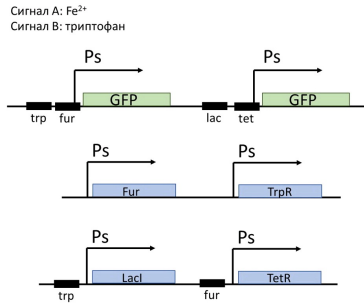 Сигнал А: Fe²⁺
Сигнал В: триптофан
Ps Ps
GFP GFP
trp fur lac tet
Ps Ps
Fur TrpR
Ps Ps
LacI TetR
trp fur